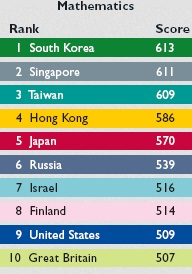 Mathematics
Rank Score
1 South Korea 613
2 Singapore 611
3 Taiwan 609
4 Hong Kong 586
5 Japan 570
6 Russia 539
7 Israel 516
8 Finland 514
9 United States 509
10 Great Britain 507